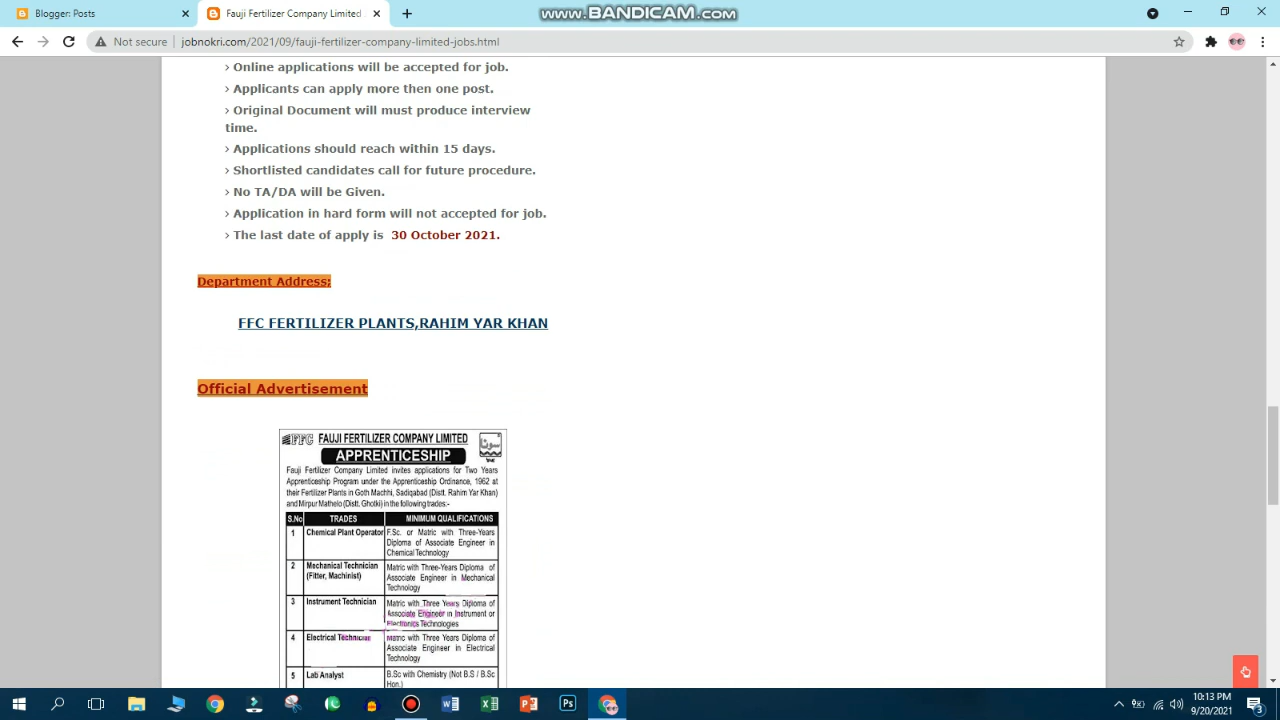 Blogger Posts
Fauji Fertilizer Company Limited
www.BANDICAM.com
Not secure
jobnokri.com/2021/09/fauji-fertilizer-company-limited-jobs.html
› Online applications will be accepted for job.
› Applicants can apply more then one post.
› Original Document will must produce interview
time.
› Applications should reach within 15 days.
› Shortlisted candidates call for future procedure.
› No TA/DA will be Given.
› Application in hard form will not accepted for job.
› The last date of apply is 30 October 2021.
Department Address;
FFC FERTILIZER PLANTS,RAHIM YAR KHAN
Official Advertisement
FFC FAUJI FERTILIZER COMPANY LIMITED
سونا
APPRENTICESHIP
Fauji Fertilizer Company Limited invites applications for Two Years
Apprenticeship Program under the Apprenticeship Ordinance, 1962 at
their Fertilizer Plants in Goth Machhi, Sadiqabad (Distt. Rahim Yar Khan)
and Mirpur Mathelo (Distt. Ghotki) in the following trades:-
S.No TRADES MINIMUM QUALIFICATIONS
1 Chemical Plant Operator F.Sc. or Matric with Three-Years
Diploma of Associate Engineer in
Chemical Technology
2 Mechanical Technician Matric with Three-Years Diploma of
(Fitter, Machinist) Associate Engineer in Mechanical
Technology
3 Instrument Technician Matric with Three Years Diploma of
Associate Engineer in Instrument or
Electronics Technologies
4 Electrical Technician Matric with Three Years Diploma of
Associate Engineer in Electrical
Technology
5 Lab Analyst B.Sc with Chemistry (Not B.S / B.Sc
Hon.)
10:13 PM
9/20/2021
3